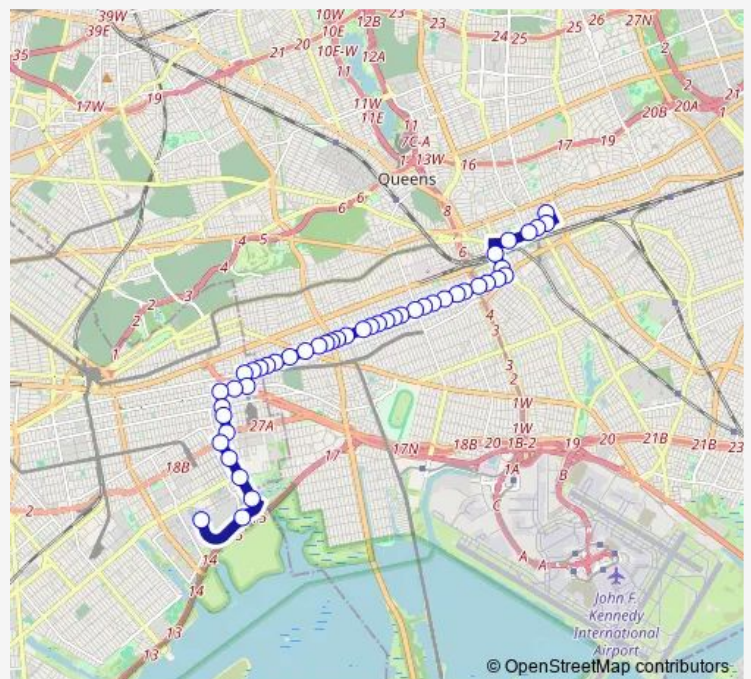 39W
39E
10W
10E
10E-W
11
12B
12A
23
23
24 25
25
26
27N
2
2
21
35
21
20
19
17W
11W
11E
11
7C-A
1
13W
16
17
19
20B
20A
1
Queens
8
6
6
6
5
4
4
4
3
2
2
1
4
3
3
2
1W
1W
27A
18B
17
17N
18B 20 1B-2
19
20
21B
21B
23
1A
B
C
2
14
14
13
13
A
A
John F.
Kennedy
International
Airport
© OpenStreetMap contributors